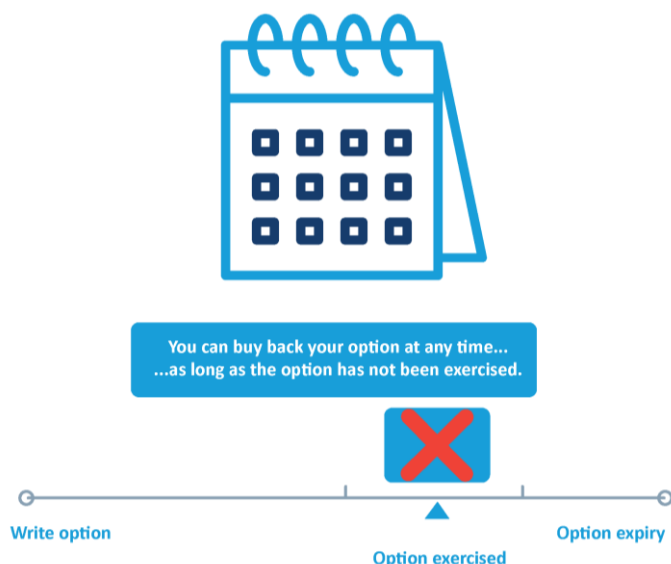 You can buy back your option at any time...
...as long as the option has not been exercised.
Write option
Option expiry
Option exercised